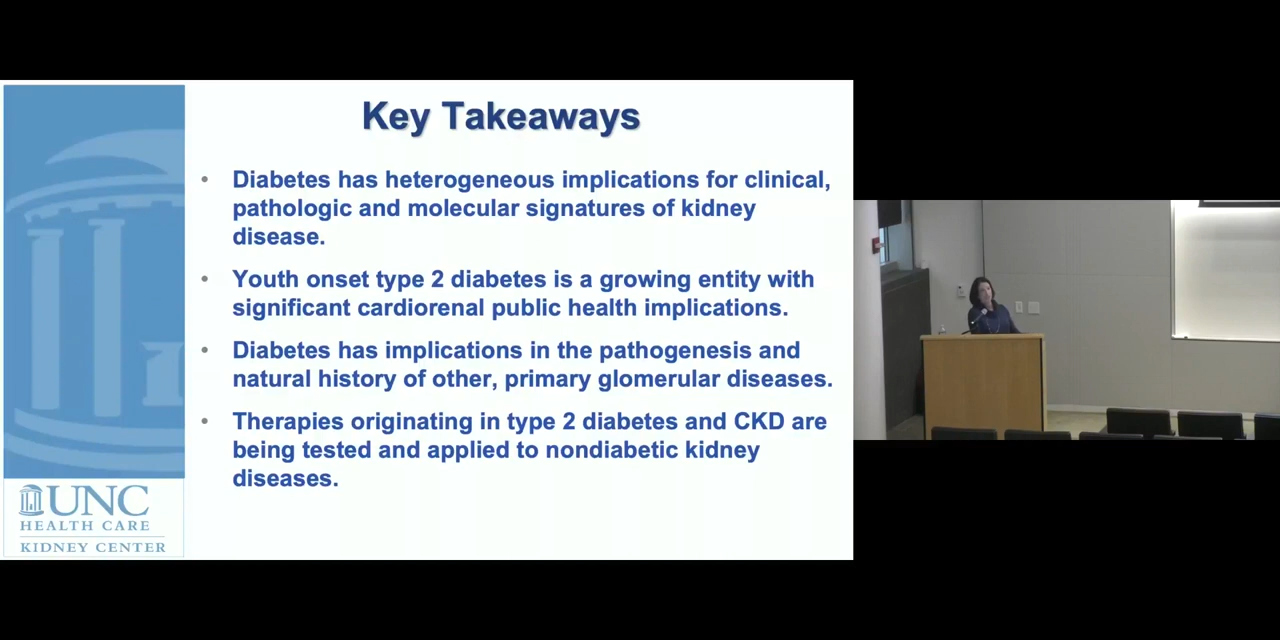 Key Takeaways
• Diabetes has heterogeneous implications for clinical,
pathologic and molecular signatures of kidney
disease.
• Youth onset type 2 diabetes is a growing entity with
significant cardiorenal public health implications.
• Diabetes has implications in the pathogenesis and
natural history of other, primary glomerular diseases.
• Therapies originating in type 2 diabetes and CKD are
being tested and applied to nondiabetic kidney
diseases.
UNC
HEALTH CARE
KIDNEY CENTER